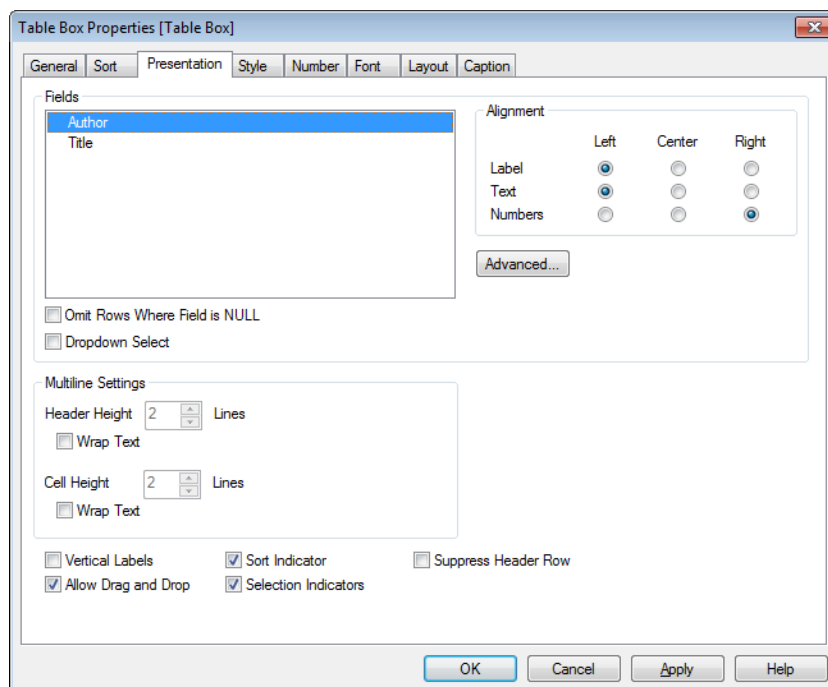 Table Box Properties [Table Box]
General Sort Presentation Style Number Font Layout Caption
Fields
Author
Title
Omit Rows Where Field is NULL
Dropdown Select
Alignment
Left Center Right
Label
Text
Numbers
Advanced...
Multiline Settings
Header Height 2 Lines
Wrap Text
Cell Height 2 Lines
Wrap Text
Vertical Labels Sort Indicator Suppress Header Row
Allow Drag and Drop Selection Indicators
OK Cancel Apply Help